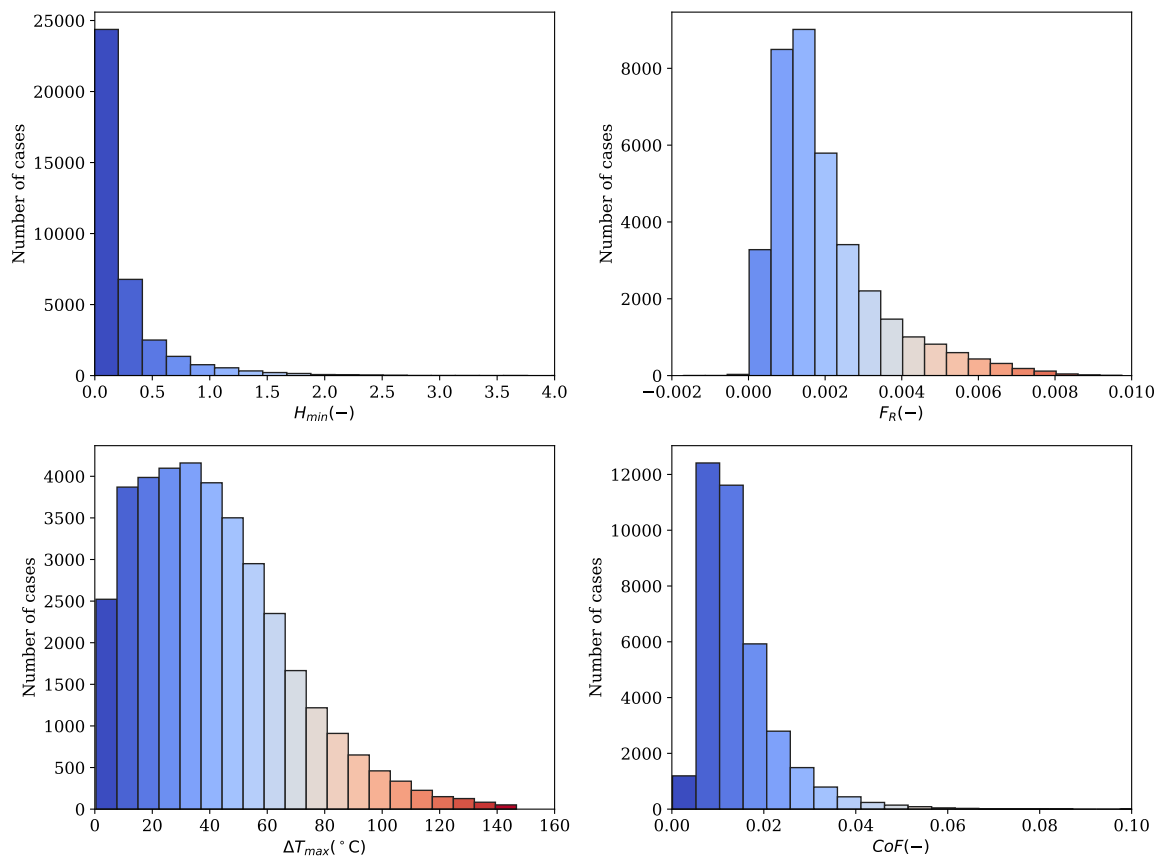 Number of cases
25000
20000
15000
10000
5000
0
0.0 0.5 1.0 1.5 2.0 2.5 3.0 3.5 4.0
H_min(−)
Number of cases
8000
6000
4000
2000
0
−0.002 0.000 0.002 0.004 0.006 0.008 0.010
F_R(−)
Number of cases
4000
3500
3000
2500
2000
1500
1000
500
0
0 20 40 60 80 100 120 140 160
ΔT_max(°C)
Number of cases
12000
10000
8000
6000
4000
2000
0
0.00 0.02 0.04 0.06 0.08 0.10
CoF(−)